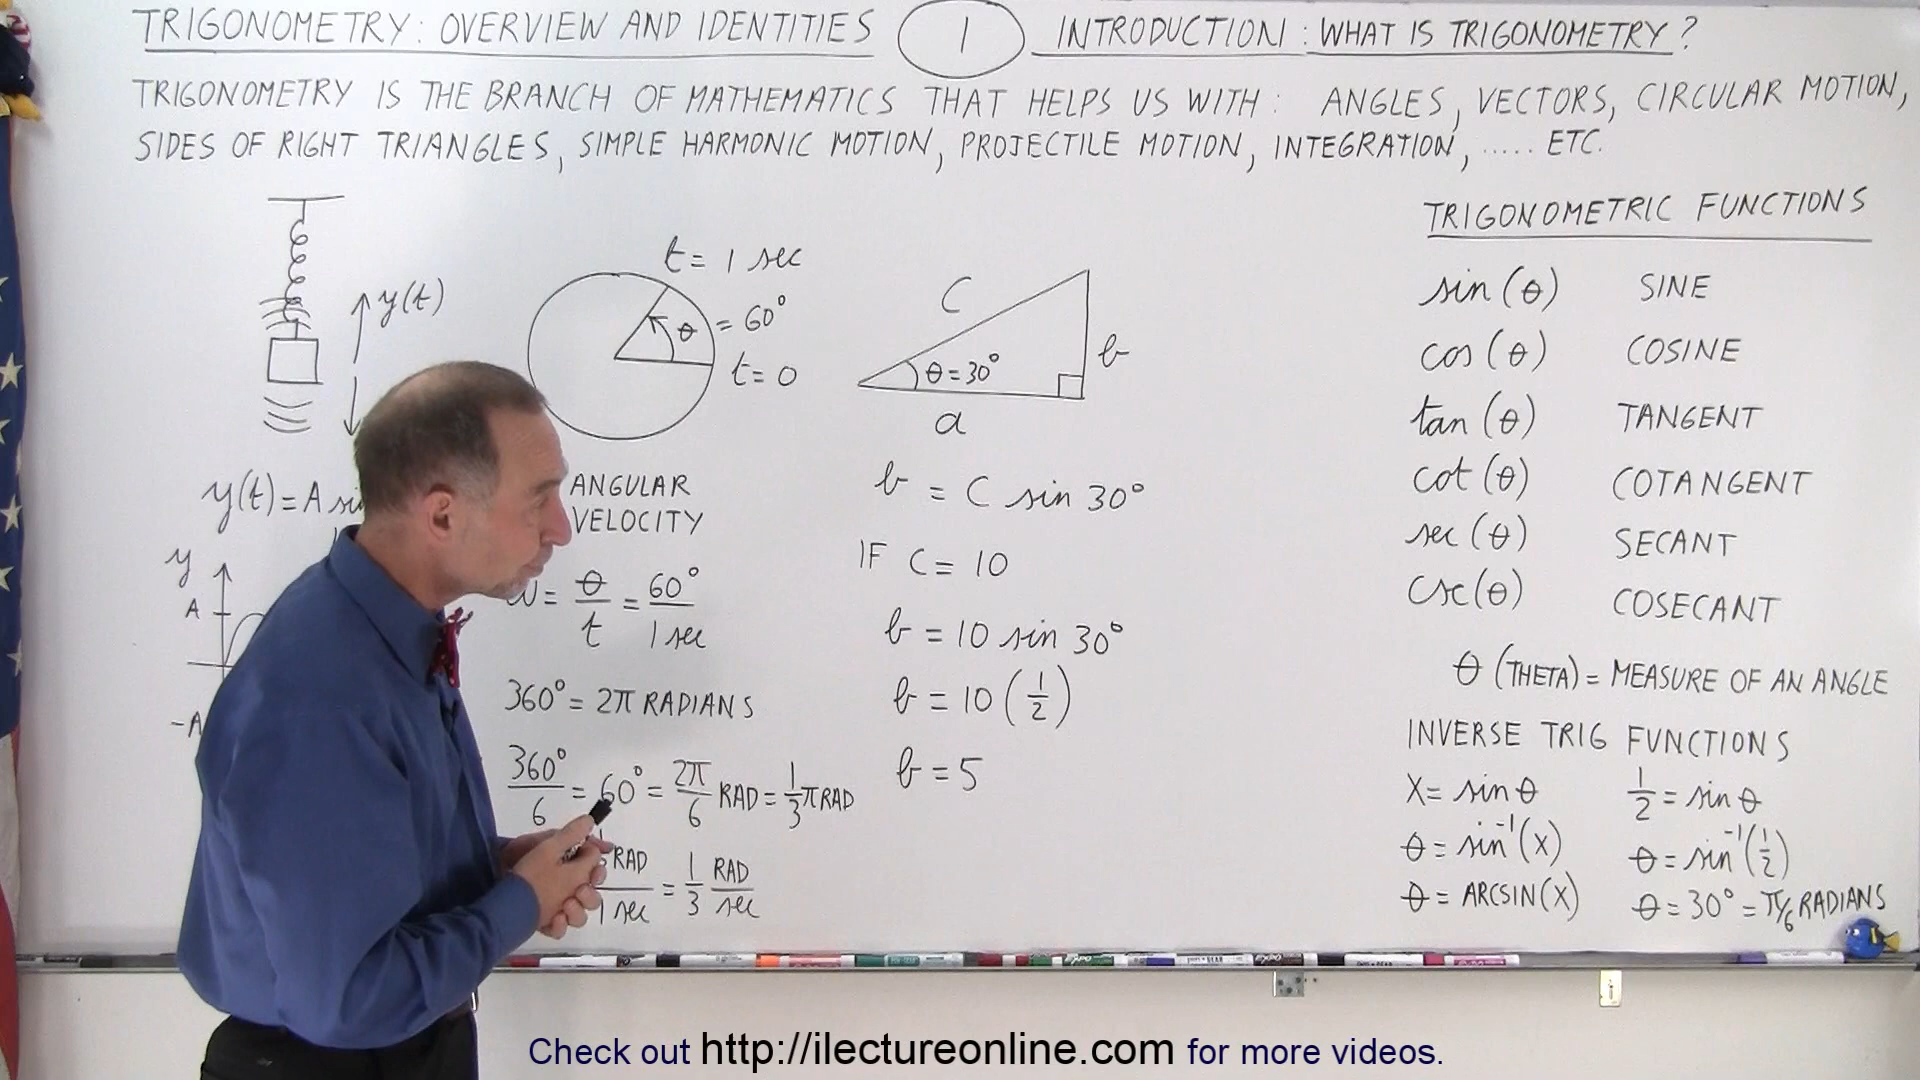 TRIGONOMETRY: OVERVIEW AND IDENTITIES
1
INTRODUCTION: WHAT IS TRIGONOMETRY?
TRIGONOMETRY IS THE BRANCH OF MATHEMATICS THAT HELPS US WITH: ANGLES, VECTORS, CIRCULAR MOTION,
SIDES OF RIGHT TRIANGLES, SIMPLE HARMONIC MOTION, PROJECTILE MOTION, INTEGRATION, ..... ETC.
y(t)
y(t) = A sin
y
A
-A
t = 1 sec
θ = 60°
t = 0
ANGULAR
VELOCITY
ω = θ/t = 60°/1 sec
360° = 2π RADIANS
360°/6 = 60° = 2π/6 RAD = 1/3 π RAD
RAD/1 sec = 1/3 RAD/sec
C
θ = 30°
b
a
b = C sin 30°
IF C = 10
b = 10 sin 30°
b = 10 (1/2)
b = 5
TRIGONOMETRIC FUNCTIONS
sin(θ) SINE
cos(θ) COSINE
tan(θ) TANGENT
cot(θ) COTANGENT
sec(θ) SECANT
csc(θ) COSECANT
θ (THETA) = MEASURE OF AN ANGLE
INVERSE TRIG FUNCTIONS
X = sin θ 1/2 = sin θ
θ = sin⁻¹(X) θ = sin⁻¹(1/2)
θ = ARCSIN(X) θ = 30° = π/6 RADIANS
Check out http://ilectureonline.com for more videos.